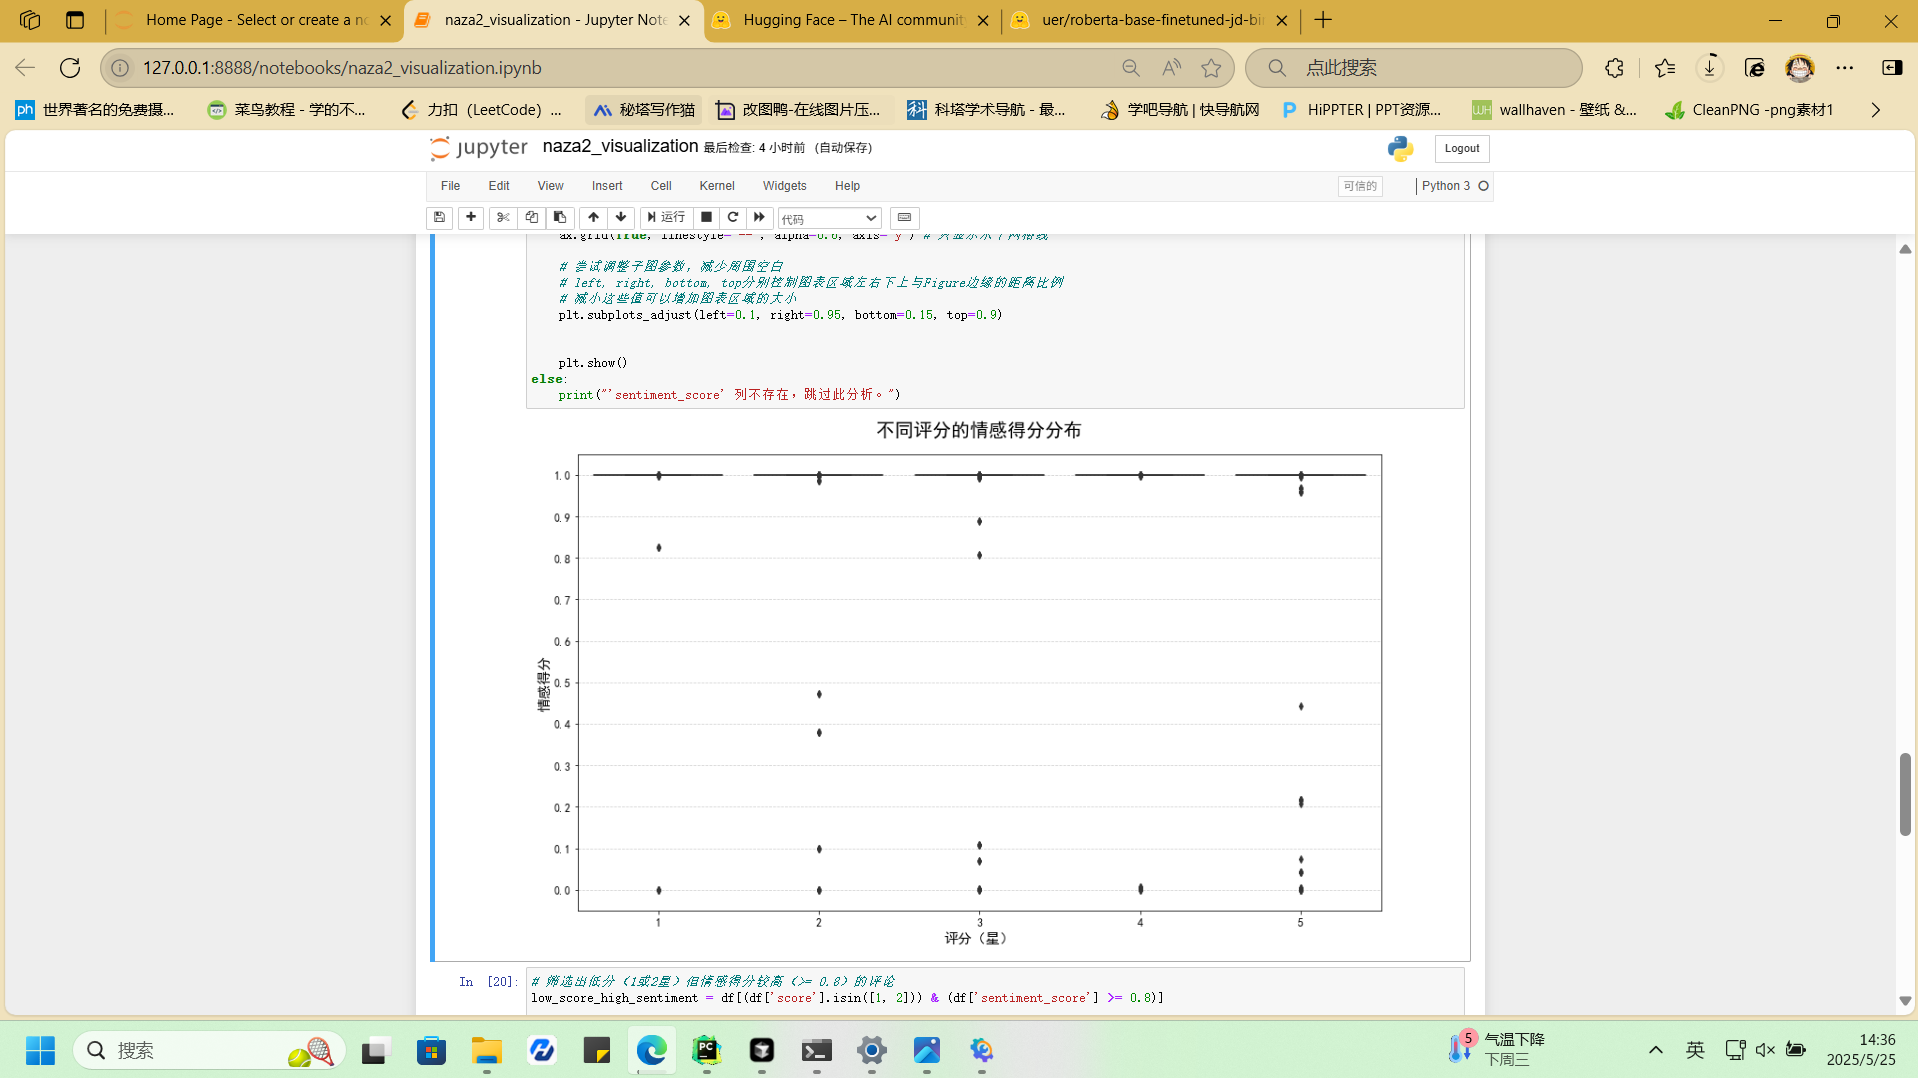 Home Page - Select or create a no
naza2_visualization - Jupyter Note
Hugging Face – The AI community
uer/roberta-base-finetuned-jd-bin
127.0.0.1:8888/notebooks/naza2_visualization.ipynb
点此搜索
世界著名的免费摄...
菜鸟教程 - 学的不...
力扣（LeetCode）...
秘塔写作猫
改图鸭-在线图片压...
科塔学术导航 - 最...
学吧导航 | 快导航网
HiPPTER | PPT资源...
wallhaven - 壁纸 &...
CleanPNG -png素材1
jupyter naza2_visualization 最后检查: 4 小时前 (自动保存)
Logout
File Edit View Insert Cell Kernel Widgets Help
可信的
Python 3
运行
代码
# 尝试调整子图参数，减少周围空白
# left, right, bottom, top分别控制图表区域左右下上与Figure边缘的距离比例
# 减小这些值可以增加图表区域的大小
plt.subplots_adjust(left=0.1, right=0.95, bottom=0.15, top=0.9)
plt.show()
else:
print("'sentiment_score' 列不存在，跳过此分析。")
不同评分的情感得分分布
1.0
0.9
0.8
0.7
0.6
0.5
0.4
0.3
0.2
0.1
0.0
情感得分
1 2 3 4 5
评分（星）
In [20]:
# 筛选出低分（1或2星）但情感得分较高（>= 0.8）的评论
low_score_high_sentiment = df[(df['score'].isin([1, 2])) & (df['sentiment_score'] >= 0.8)]
搜索
5
气温下降
下周三
英
14:36
2025/5/25